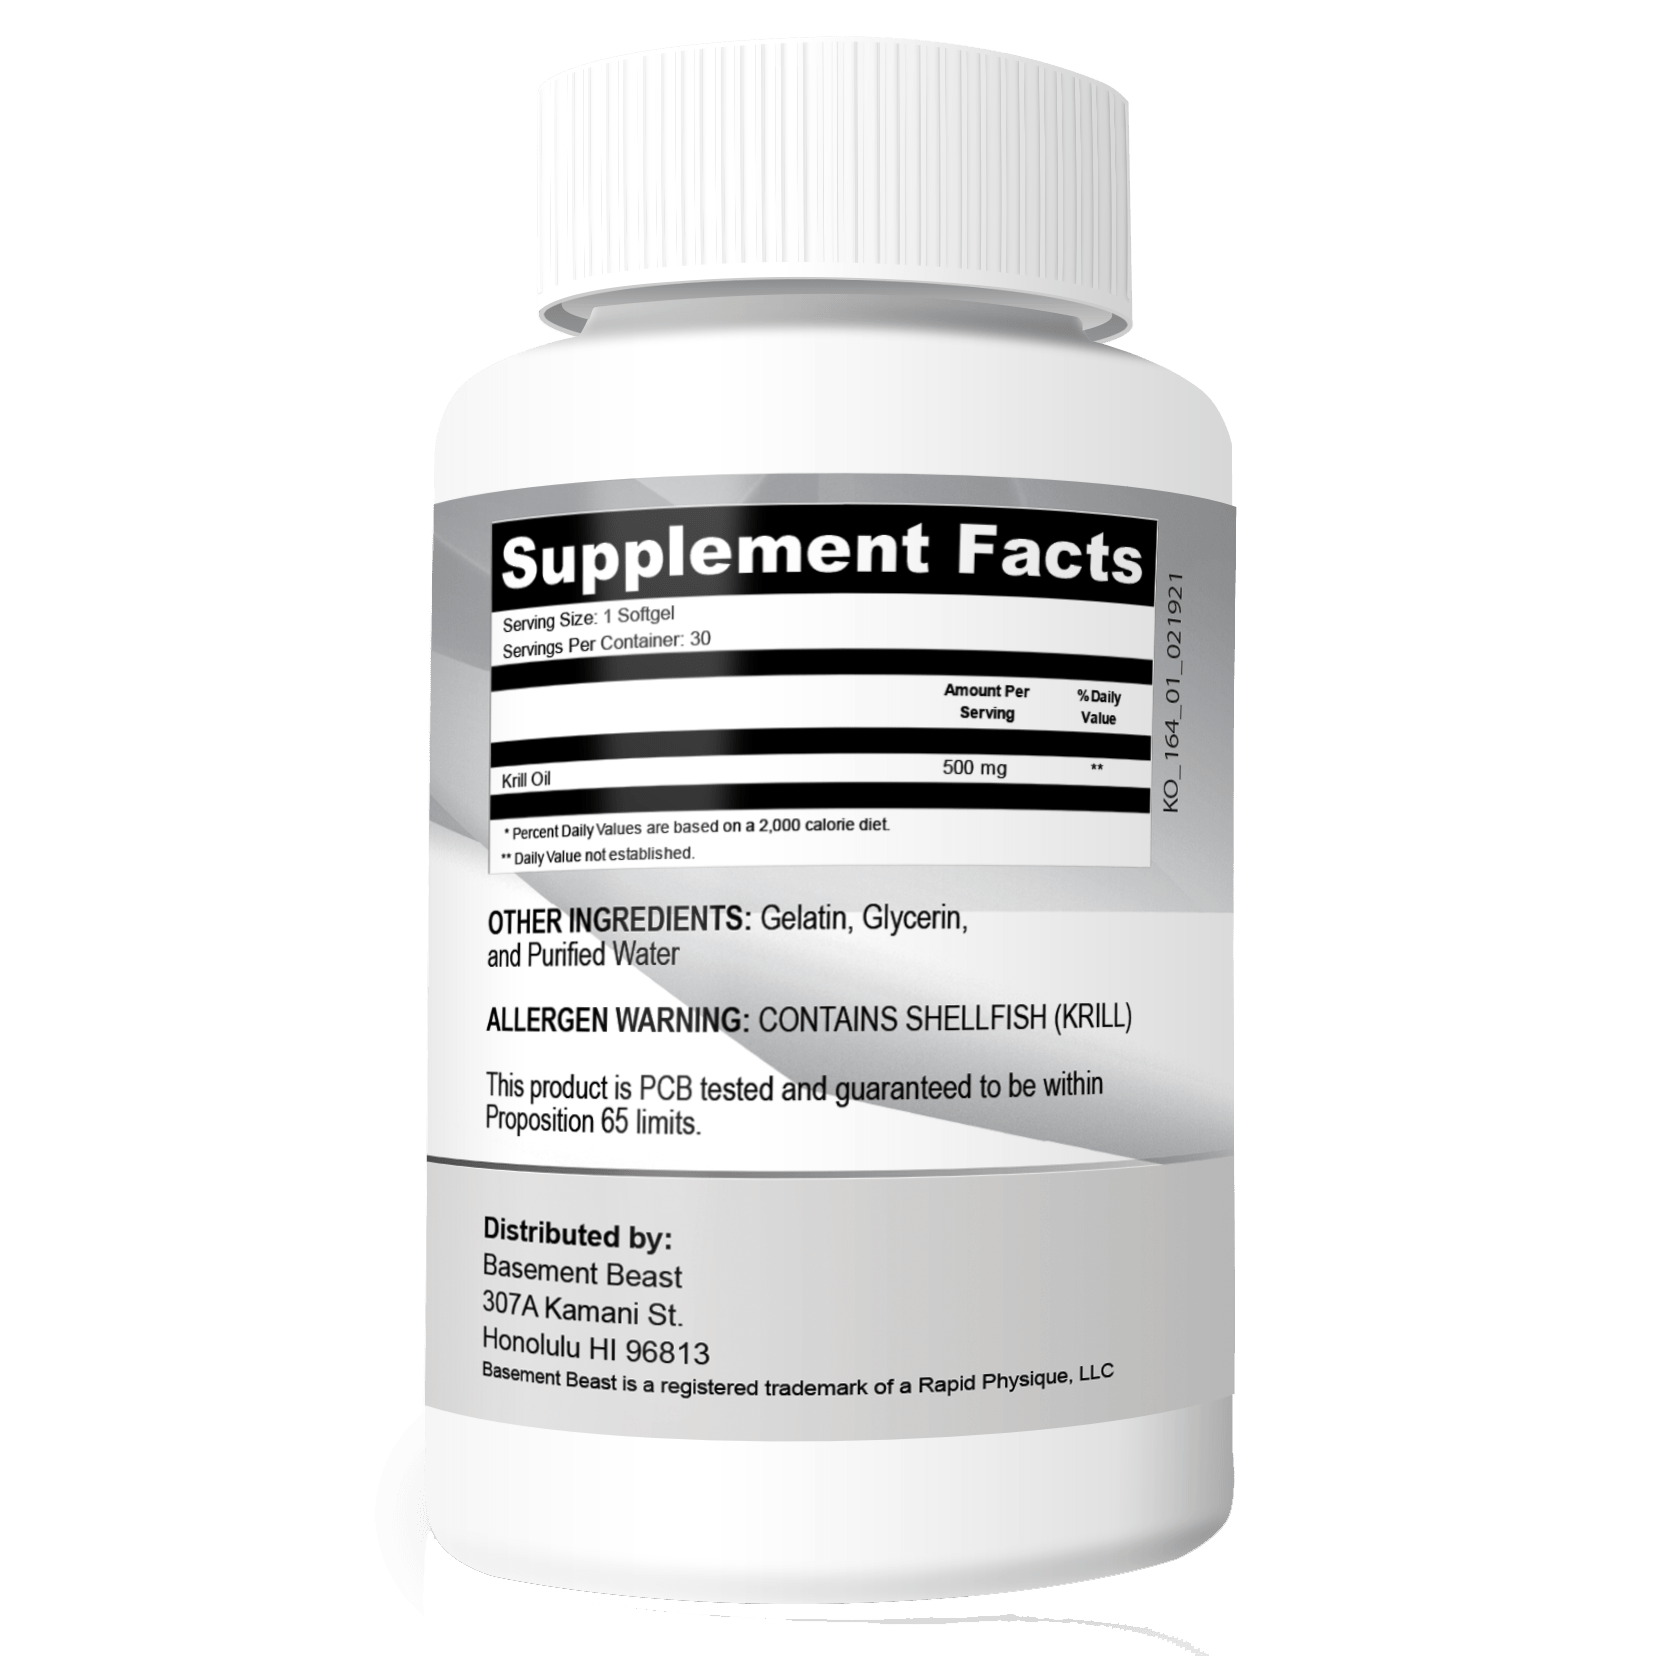 Supplement Facts
Serving Size: 1 Softgel
Servings Per Container: 30
Amount Per
Serving
% Daily
Value
Krill Oil 500 mg **
* Percent Daily Values are based on a 2,000 calorie diet.
** Daily Value not established.
KO_164_01_021921
OTHER INGREDIENTS: Gelatin, Glycerin,
and Purified Water
ALLERGEN WARNING: CONTAINS SHELLFISH (KRILL)
This product is PCB tested and guaranteed to be within
Proposition 65 limits.
Distributed by:
Basement Beast
307A Kamani St.
Honolulu HI 96813
Basement Beast is a registered trademark of a Rapid Physique, LLC